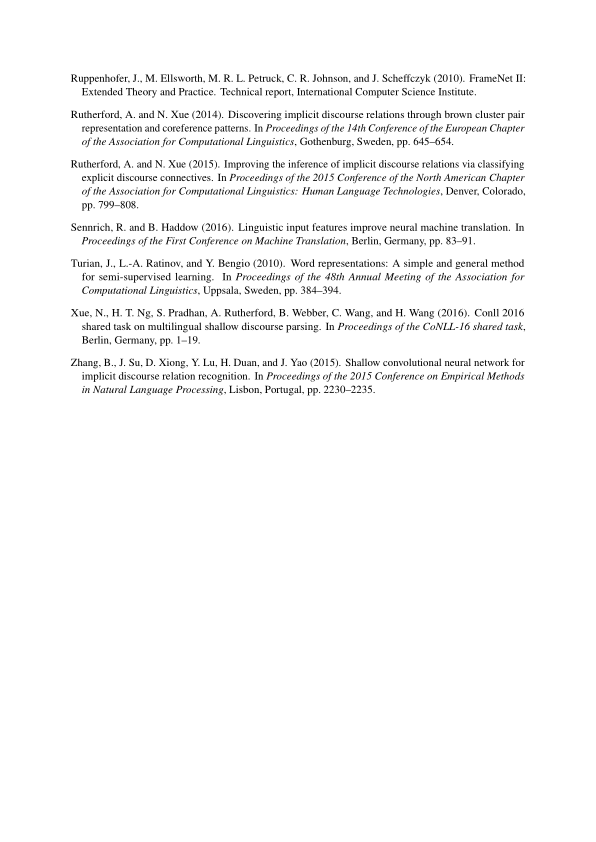 Ruppenhofer, J., M. Ellsworth, M. R. L. Petruck, C. R. Johnson, and J. Scheffczyk (2010). FrameNet II:
Extended Theory and Practice. Technical report, International Computer Science Institute.
Rutherford, A. and N. Xue (2014). Discovering implicit discourse relations through brown cluster pair
representation and coreference patterns. In Proceedings of the 14th Conference of the European Chapter
of the Association for Computational Linguistics, Gothenburg, Sweden, pp. 645–654.
Rutherford, A. and N. Xue (2015). Improving the inference of implicit discourse relations via classifying
explicit discourse connectives. In Proceedings of the 2015 Conference of the North American Chapter
of the Association for Computational Linguistics: Human Language Technologies, Denver, Colorado,
pp. 799–808.
Sennrich, R. and B. Haddow (2016). Linguistic input features improve neural machine translation. In
Proceedings of the First Conference on Machine Translation, Berlin, Germany, pp. 83–91.
Turian, J., L.-A. Ratinov, and Y. Bengio (2010). Word representations: A simple and general method
for semi-supervised learning. In Proceedings of the 48th Annual Meeting of the Association for
Computational Linguistics, Uppsala, Sweden, pp. 384–394.
Xue, N., H. T. Ng, S. Pradhan, A. Rutherford, B. Webber, C. Wang, and H. Wang (2016). Conll 2016
shared task on multilingual shallow discourse parsing. In Proceedings of the CoNLL-16 shared task,
Berlin, Germany, pp. 1–19.
Zhang, B., J. Su, D. Xiong, Y. Lu, H. Duan, and J. Yao (2015). Shallow convolutional neural network for
implicit discourse relation recognition. In Proceedings of the 2015 Conference on Empirical Methods
in Natural Language Processing, Lisbon, Portugal, pp. 2230–2235.